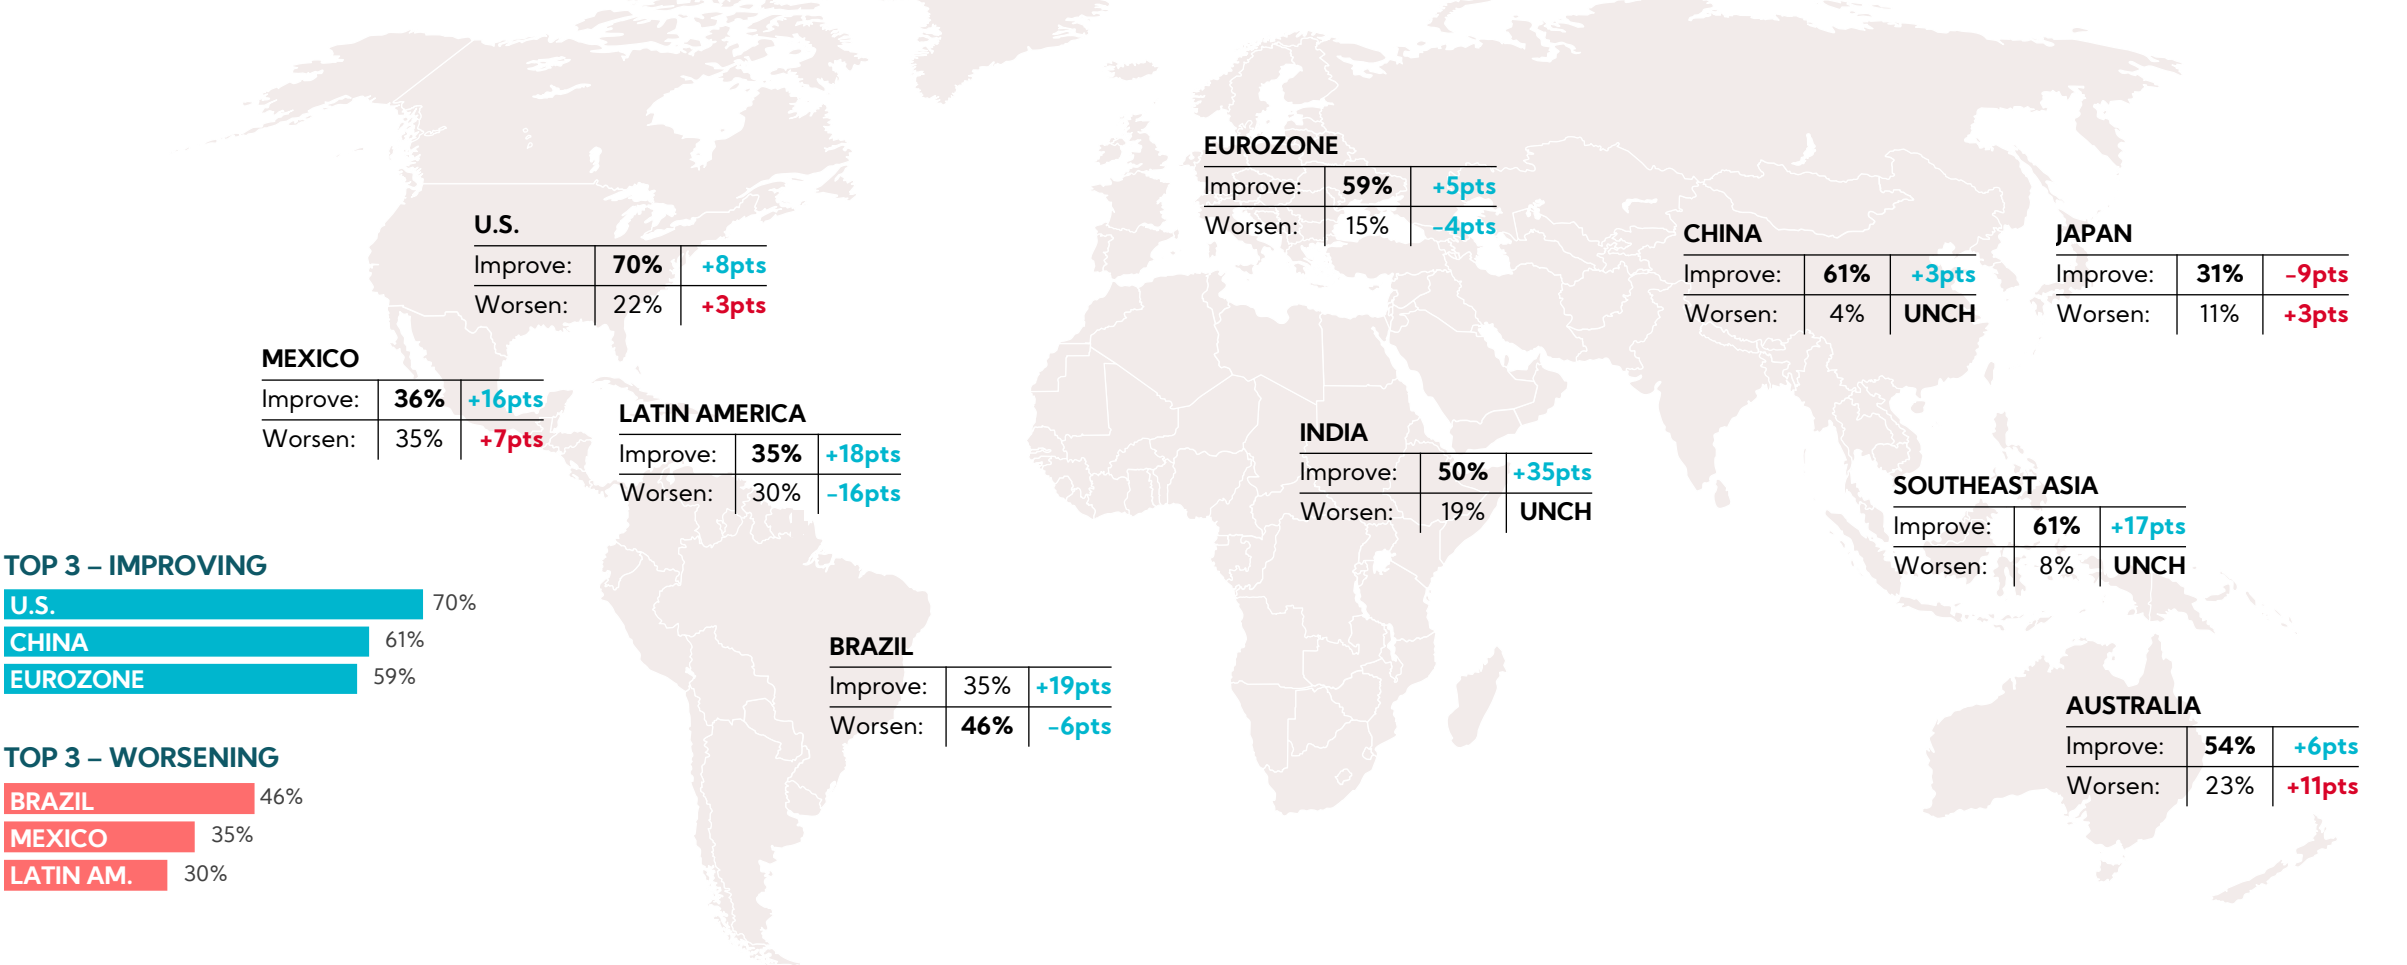 EUROZONE
Improve: 59% +5pts
Worsen: 15% -4pts
U.S.
Improve: 70% +8pts
Worsen: 22% +3pts
CHINA
Improve: 61% +3pts
Worsen: 4% UNCH
JAPAN
Improve: 31% -9pts
Worsen: 11% +3pts
MEXICO
Improve: 36% +16pts
Worsen: 35% +7pts
LATIN AMERICA
Improve: 35% +18pts
Worsen: 30% -16pts
INDIA
Improve: 50% +35pts
Worsen: 19% UNCH
SOUTHEAST ASIA
Improve: 61% +17pts
Worsen: 8% UNCH
TOP 3 – IMPROVING
U.S. 70%
CHINA 61%
EUROZONE 59%
BRAZIL
Improve: 35% +19pts
Worsen: 46% -6pts
AUSTRALIA
Improve: 54% +6pts
Worsen: 23% +11pts
TOP 3 – WORSENING
BRAZIL 46%
MEXICO 35%
LATIN AM. 30%